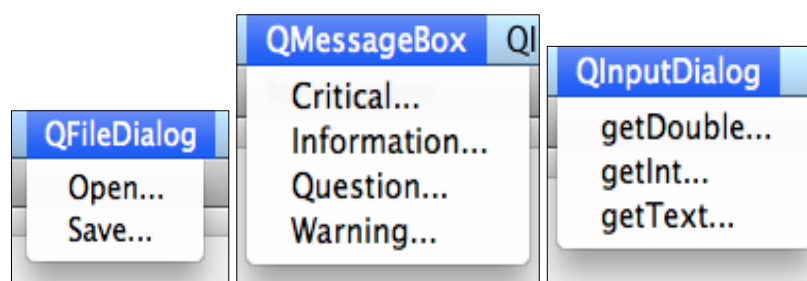 QFileDialog
Open...
Save...
QMessageBox
Critical...
Information...
Question...
Warning...
QInputDialog
getDouble...
getInt...
getText...